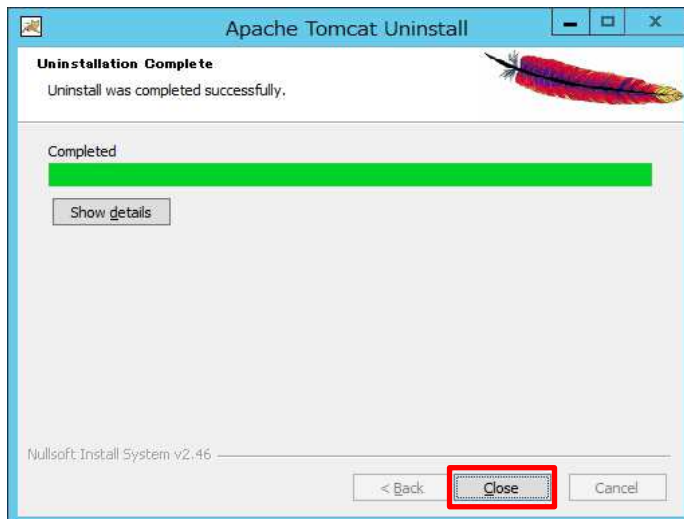 Apache Tomcat Uninstall
Uninstallation Complete
Uninstall was completed successfully.
Completed
Show details
Nullsoft Install System v2.46
< Back
Close
Cancel